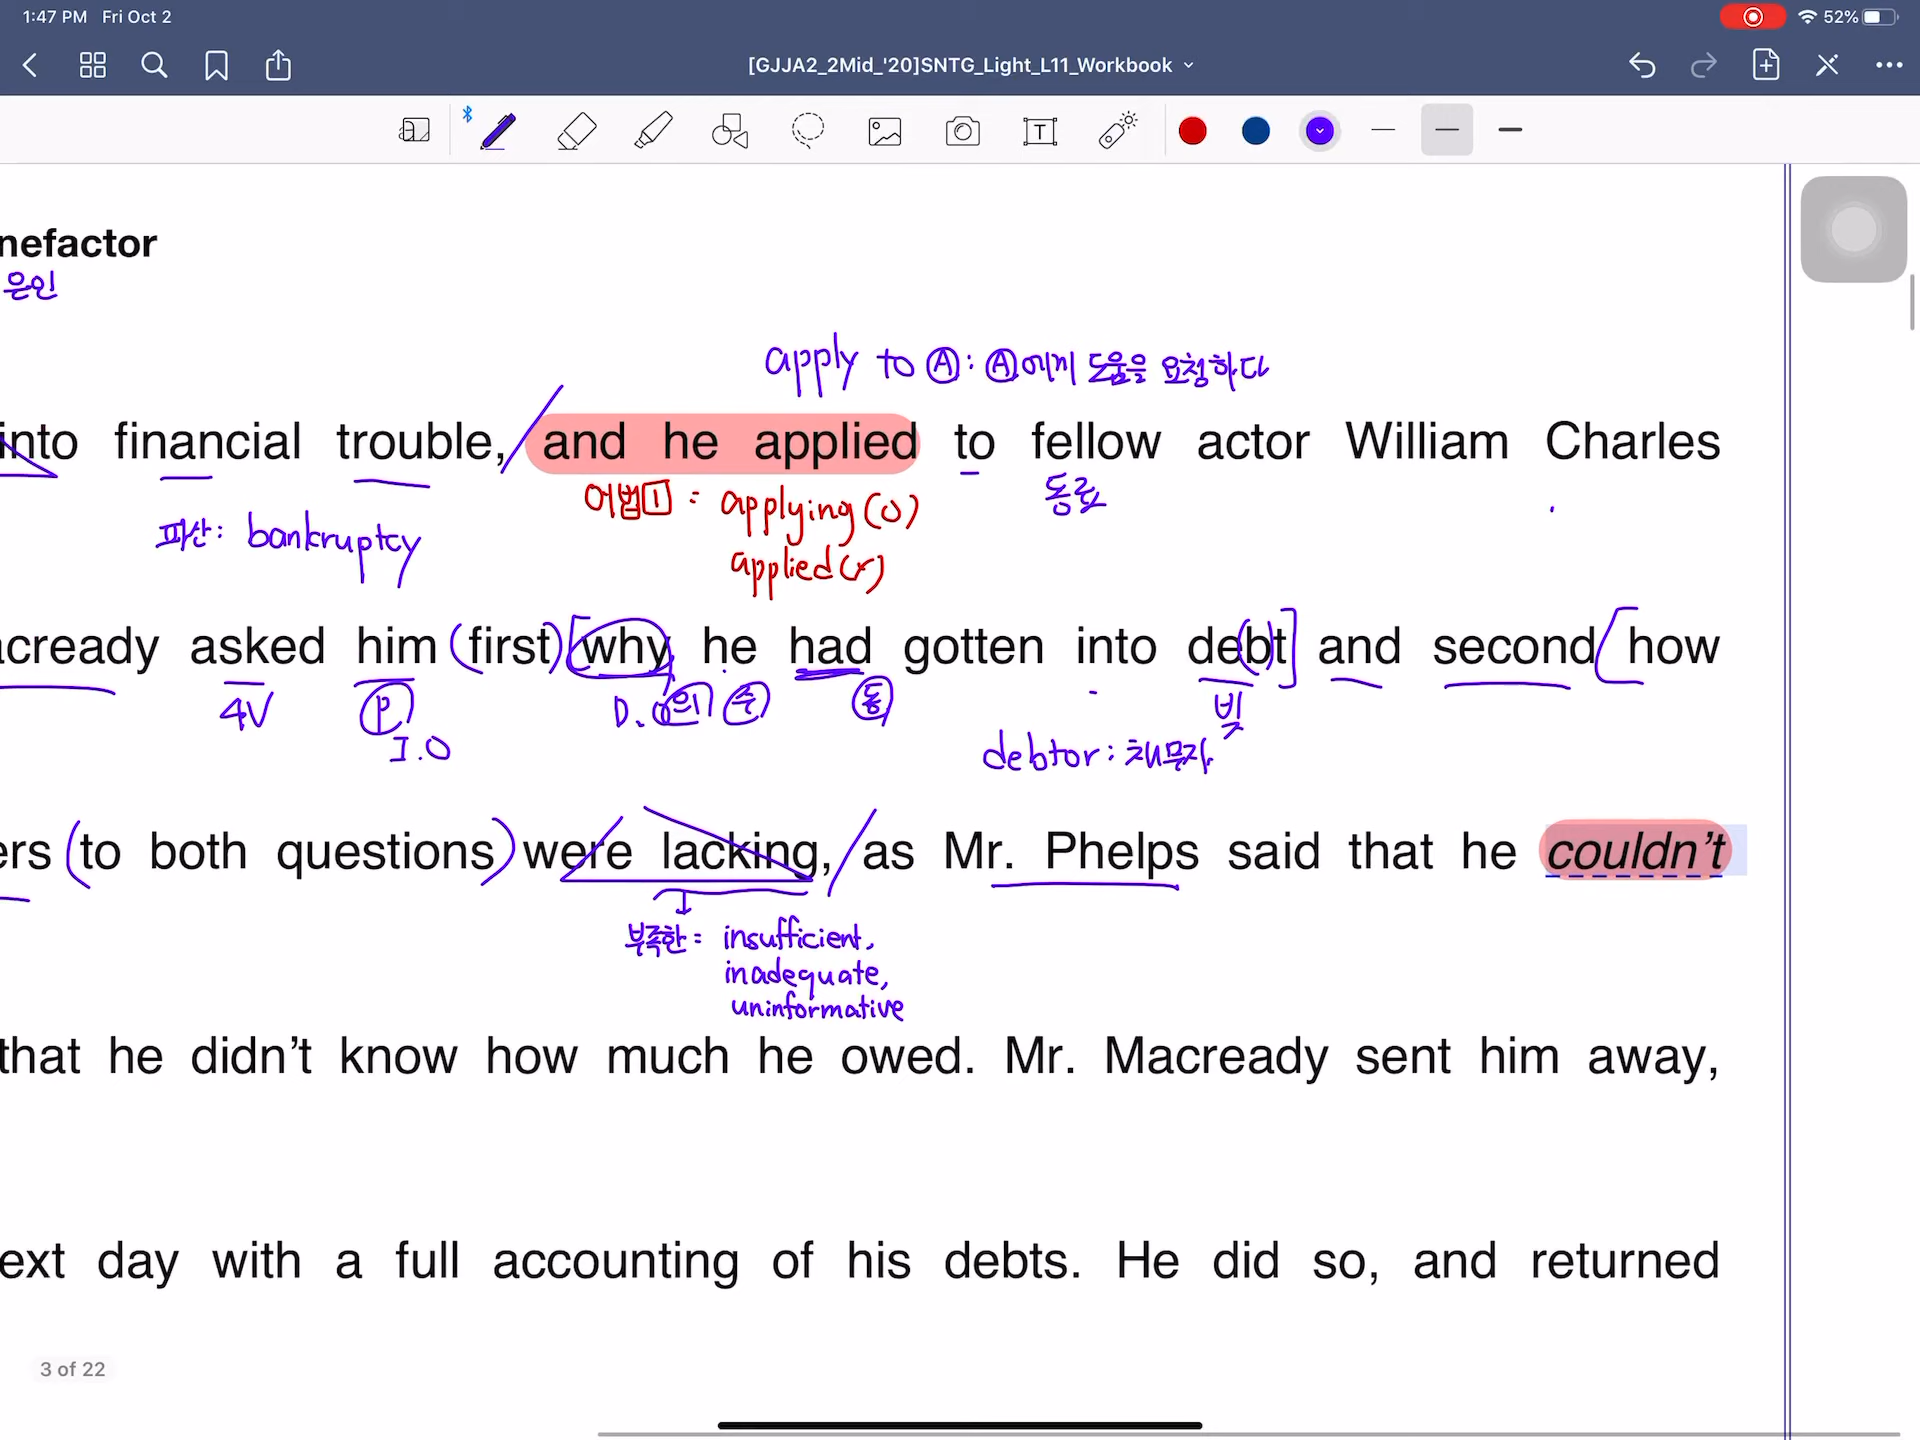 1:47 PM Fri Oct 2
52%
[GJJA2_2Mid_'20]SNTG_Light_L11_Workbook
nefactor
은인
apply to Ⓐ: Ⓐ에게 도움을 요청하다
into financial trouble, and he applied to fellow actor William Charles
어법1 = applying(o)
applied(x)
동료
파산: bankruptcy
acready asked him (first) [why he had gotten into de(b)t] and second [how
4V P D.O 의 주 동 빚
I.O
debtor: 채무자
ers (to both questions) were lacking, as Mr. Phelps said that he couldn't
부족한 = insufficient,
inadequate,
uninformative
that he didn't know how much he owed. Mr. Macready sent him away,
ext day with a full accounting of his debts. He did so, and returned
3 of 22